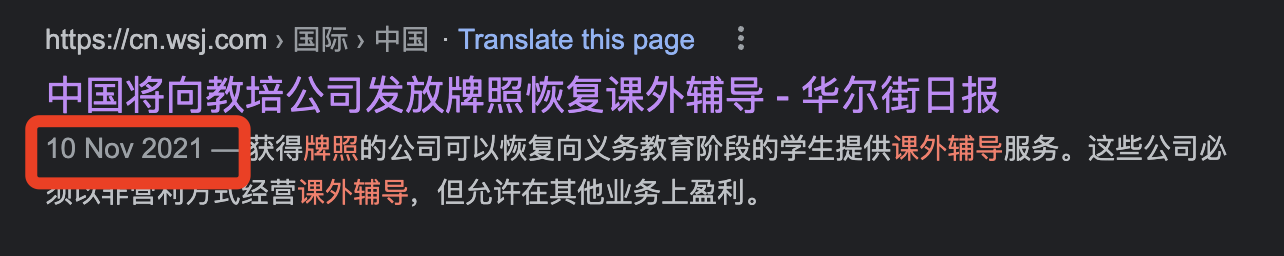 https://cn.wsj.com › 国际 › 中国 · Translate this page
中国将向教培公司发放牌照恢复课外辅导 - 华尔街日报
10 Nov 2021 — 获得牌照的公司可以恢复向义务教育阶段的学生提供课外辅导服务。这些公司必
须以非营利方式经营课外辅导，但允许在其他业务上盈利。